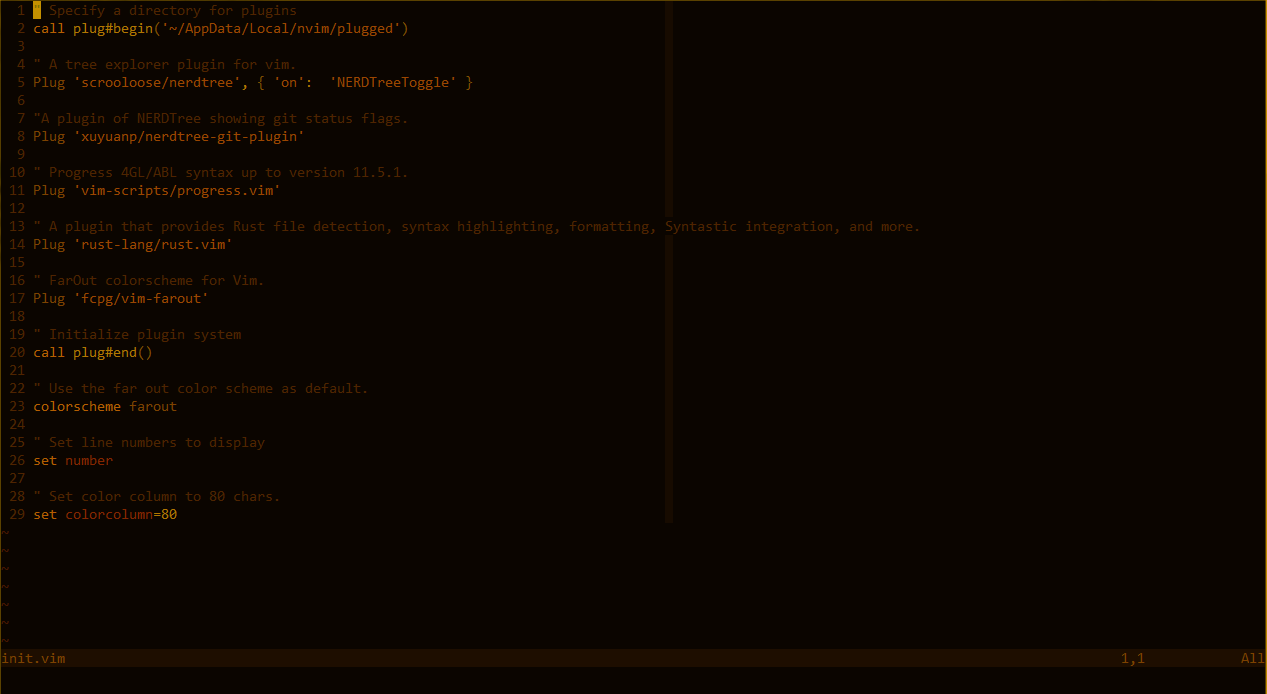 1 " Specify a directory for plugins
2 call plug#begin('~/AppData/Local/nvim/plugged')
3
4 " A tree explorer plugin for vim.
5 Plug 'scrooloose/nerdtree', { 'on':  'NERDTreeToggle' }
6
7 "A plugin of NERDTree showing git status flags.
8 Plug 'xuyuanp/nerdtree-git-plugin'
9
10 " Progress 4GL/ABL syntax up to version 11.5.1.
11 Plug 'vim-scripts/progress.vim'
12
13 " A plugin that provides Rust file detection, syntax highlighting, formatting, Syntastic integration, and more.
14 Plug 'rust-lang/rust.vim'
15
16 " FarOut colorscheme for Vim.
17 Plug 'fcpg/vim-farout'
18
19 " Initialize plugin system
20 call plug#end()
21
22 " Use the far out color scheme as default.
23 colorscheme farout
24
25 " Set line numbers to display
26 set number
27
28 " Set color column to 80 chars.
29 set colorcolumn=80
~
~
~
~
~
~
~
init.vim 1,1 All